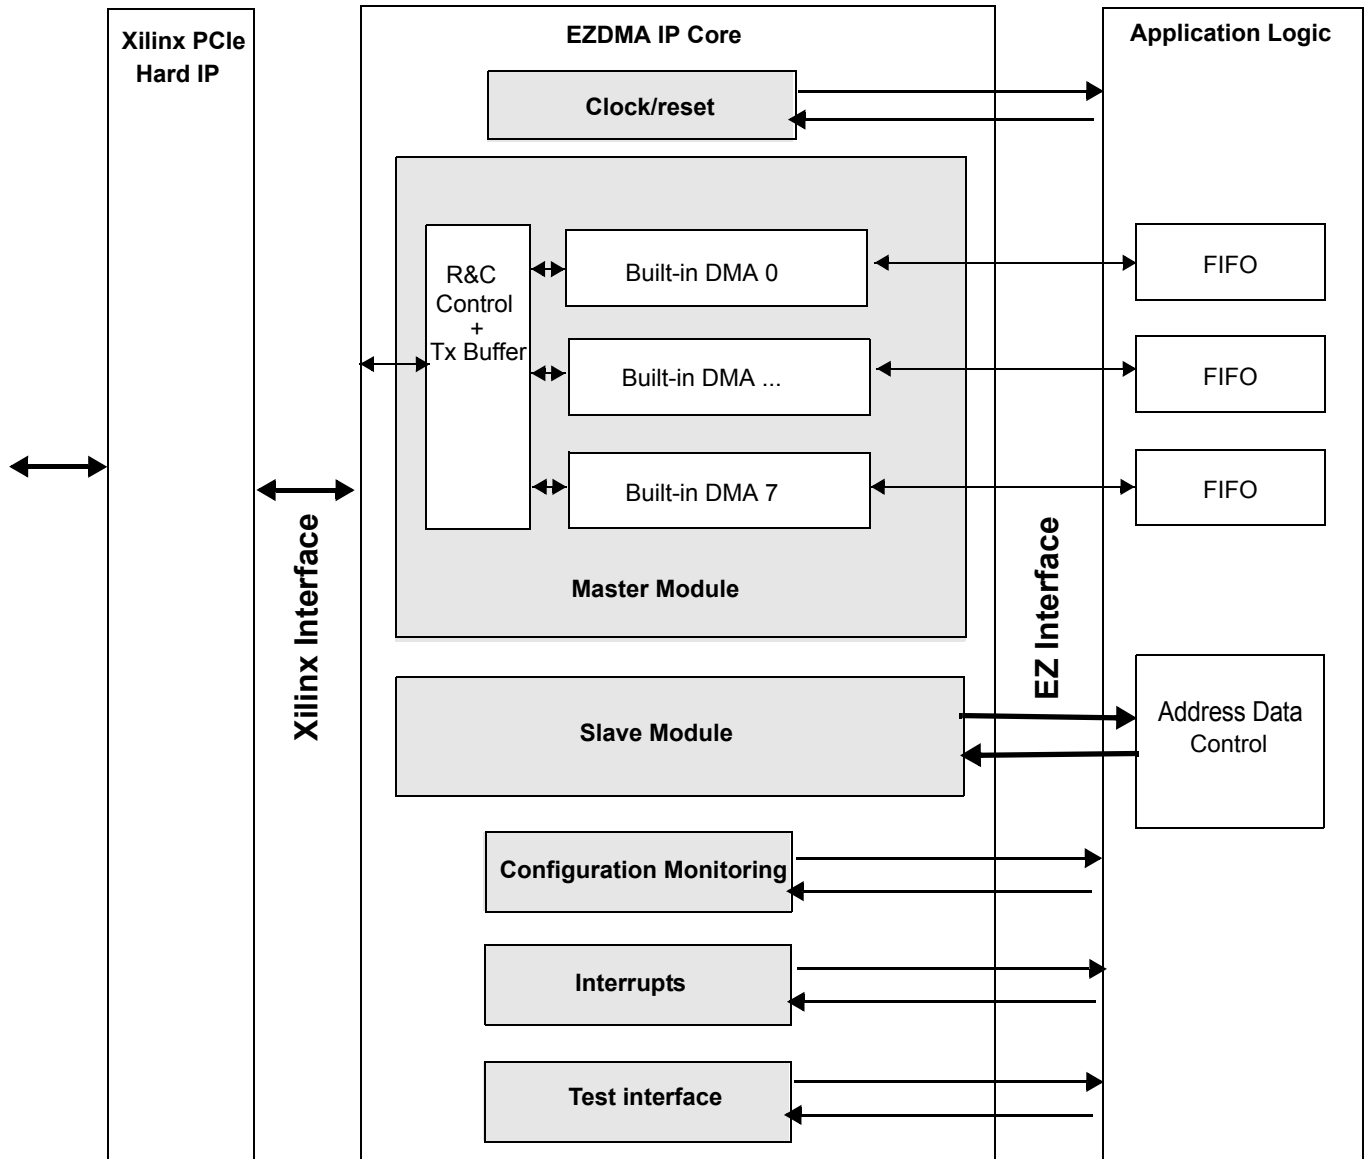 Xilinx PCIe
Hard IP
EZDMA IP Core
Application Logic
Clock/reset
R&C
Control
+
Tx Buffer
Built-in DMA 0
FIFO
Built-in DMA ...
FIFO
Built-in DMA 7
FIFO
Master Module
Xilinx Interface
EZ Interface
Slave Module
Address Data
Control
Configuration Monitoring
Interrupts
Test interface